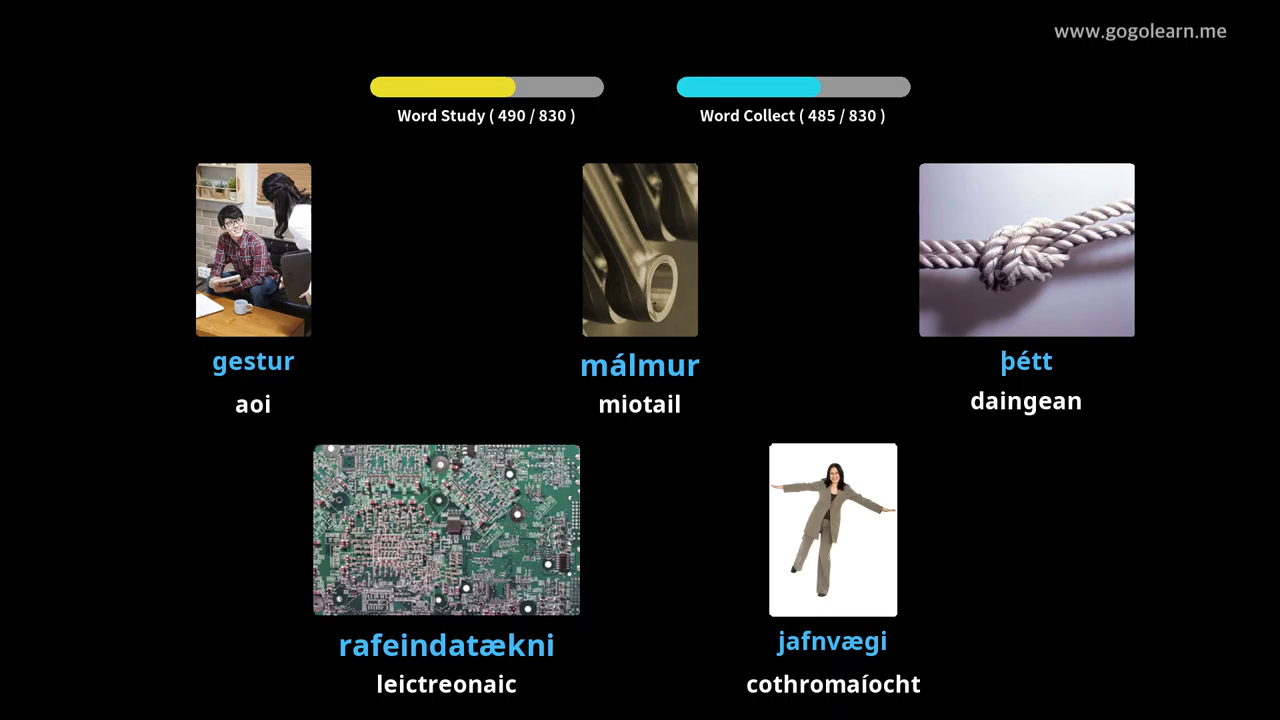 www.gogolearn.me
Word Study ( 490 / 830 )
Word Collect ( 485 / 830 )
gestur
aoi
málmur
miotail
þétt
daingean
rafeindatækni
leictreonaic
jafnvægi
cothromaíocht